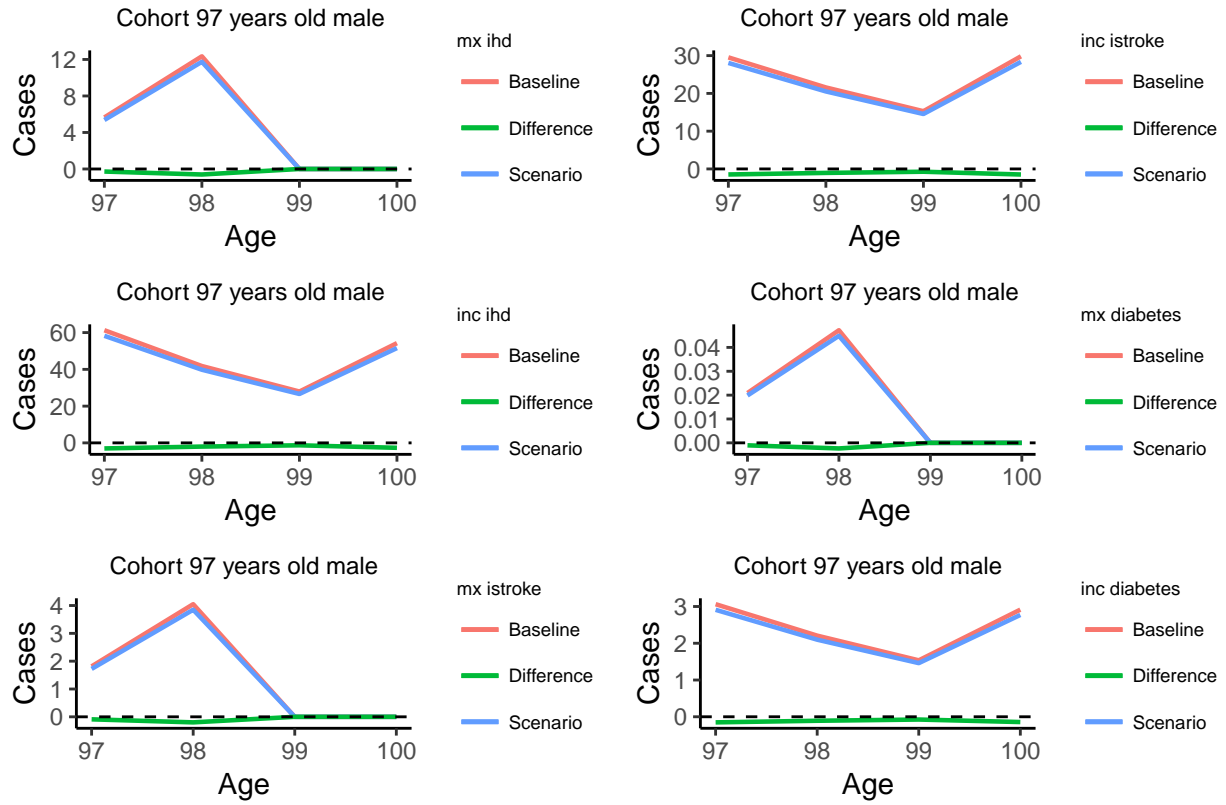 Cohort 97 years old male
12
8
4
0
Cases
97 98 99 100
Age
mx ihd
Baseline
Difference
Scenario
Cohort 97 years old male
30
20
10
0
Cases
97 98 99 100
Age
inc istroke
Baseline
Difference
Scenario
Cohort 97 years old male
60
40
20
0
Cases
97 98 99 100
Age
inc ihd
Baseline
Difference
Scenario
Cohort 97 years old male
0.04
0.03
0.02
0.01
0.00
Cases
97 98 99 100
Age
mx diabetes
Baseline
Difference
Scenario
Cohort 97 years old male
4
3
2
1
0
Cases
97 98 99 100
Age
mx istroke
Baseline
Difference
Scenario
Cohort 97 years old male
3
2
1
0
Cases
97 98 99 100
Age
inc diabetes
Baseline
Difference
Scenario